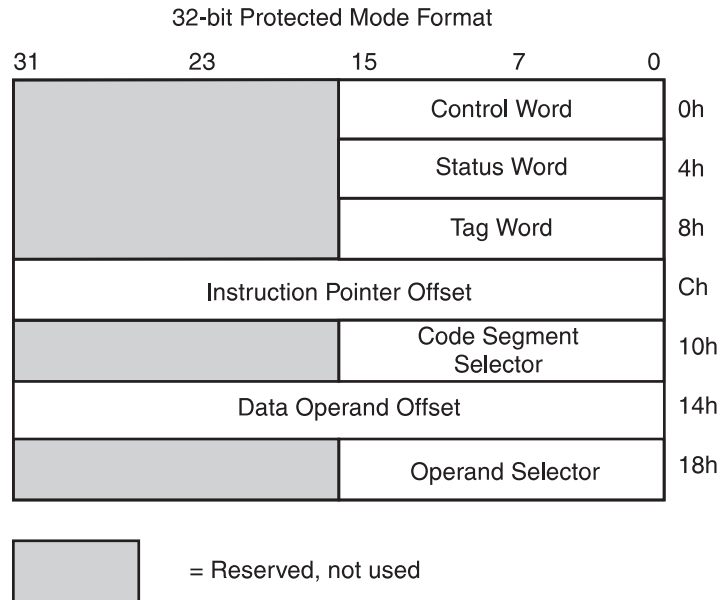 32-bit Protected Mode Format
31 23 15 7 0
Control Word 0h
Status Word 4h
Tag Word 8h
Instruction Pointer Offset Ch
Code Segment
Selector 10h
Data Operand Offset 14h
Operand Selector 18h
= Reserved, not used